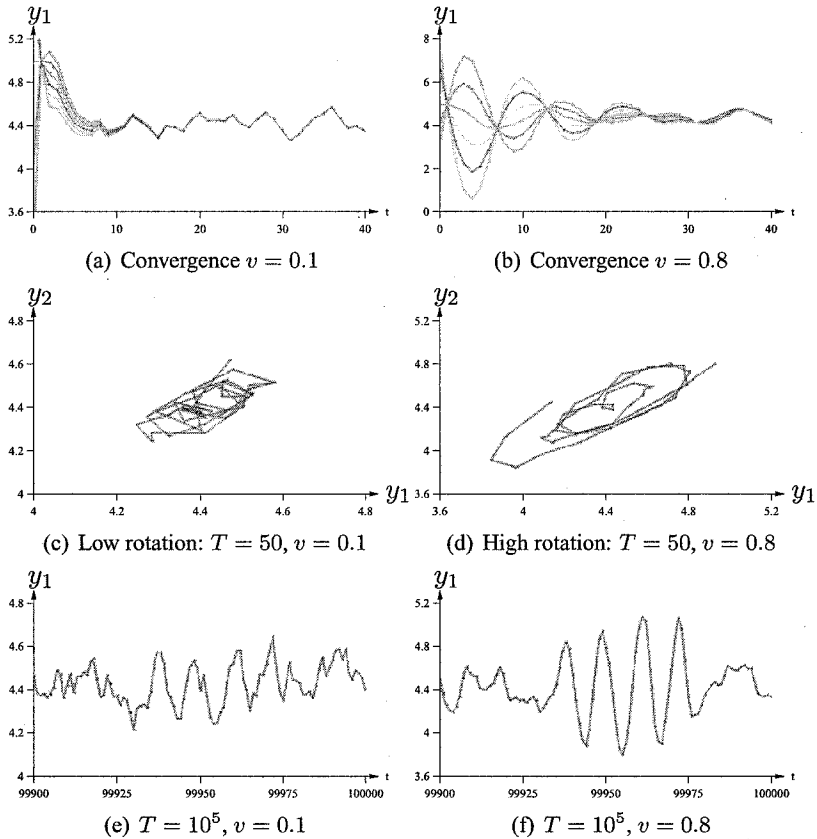 y₁ y₁
5.2 8
4.8 6
4.4 4
4 2
3.6 t 0 t
0 10 20 30 40 0 10 20 30 40
(a) Convergence v = 0.1 (b) Convergence v = 0.8
y₂ y₂
4.8 5.2
4.6 4.8
4.4 4.4
4.2 4
4 y₁ 3.6 y₁
4 4.2 4.4 4.6 4.8 3.6 4 4.4 4.8 5.2
(c) Low rotation: T = 50, v = 0.1 (d) High rotation: T = 50, v = 0.8
y₁ y₁
4.8 5.2
4.6 4.8
4.4 4.4
4.2 4
4 t 3.6 t
99900 99925 99950 99975 100000 99900 99925 99950 99975 100000
(e) T = 10⁵, v = 0.1 (f) T = 10⁵, v = 0.8